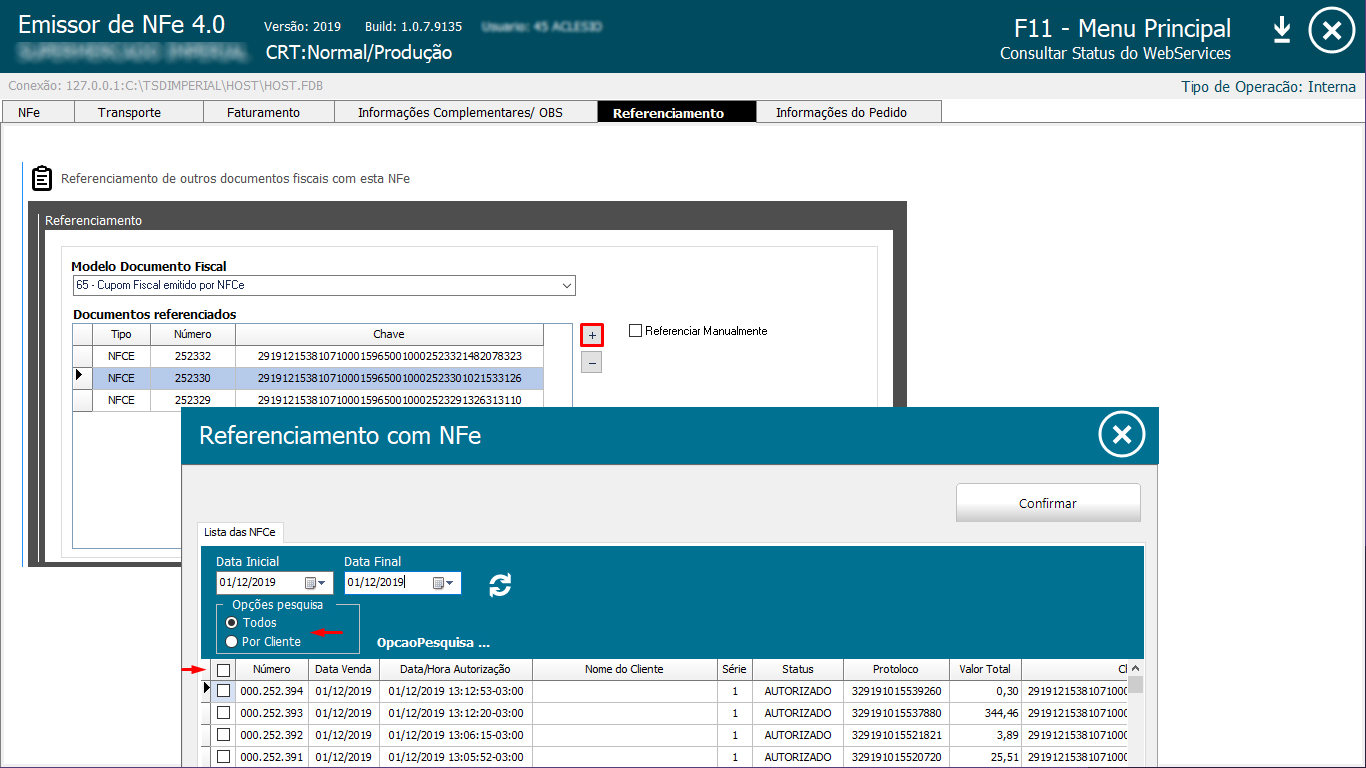 Emissor de NFe 4.0
Versão: 2019 Build: 1.0.7.9135 Usuario: 45 ACLESIO
F11 - Menu Principal
CRT:Normal/Produção
Consultar Status do WebServices
Conexão: 127.0.0.1:C:\TSDIMPERIAL\HOST\HOST.FDB
Tipo de Operacão: Interna
NFe Transporte Faturamento Informações Complementares/ OBS Referenciamento Informações do Pedido
Referenciamento de outros documentos fiscais com esta NFe
Referenciamento
Modelo Documento Fiscal
65 - Cupom Fiscal emitido por NFCe
Documentos referenciados
Tipo Número Chave
+
Referenciar Manualmente
NFCE 252332 29191215381071000159650010002523321482078323
−
NFCE 252330 29191215381071000159650010002523301021533126
NFCE 252329 29191215381071000159650010002523291326313110
Referenciamento com NFe
Confirmar
Lista das NFCe
Data Inicial Data Final
01/12/2019 01/12/2019
Opções pesquisa
Todos
Por Cliente
OpcaoPesquisa ...
Número Data Venda Data/Hora Autorização Nome do Cliente Série Status Protoloco Valor Total
000.252.394 01/12/2019 01/12/2019 13:12:53-03:00 1 AUTORIZADO 329191015539260 0,30 29191215381071000
000.252.393 01/12/2019 01/12/2019 13:12:20-03:00 1 AUTORIZADO 329191015537880 344,46 29191215381071000
000.252.392 01/12/2019 01/12/2019 13:06:15-03:00 1 AUTORIZADO 329191015521821 3,89 29191215381071000
000.252.391 01/12/2019 01/12/2019 13:05:52-03:00 1 AUTORIZADO 329191015520720 25,51 29191215381071000